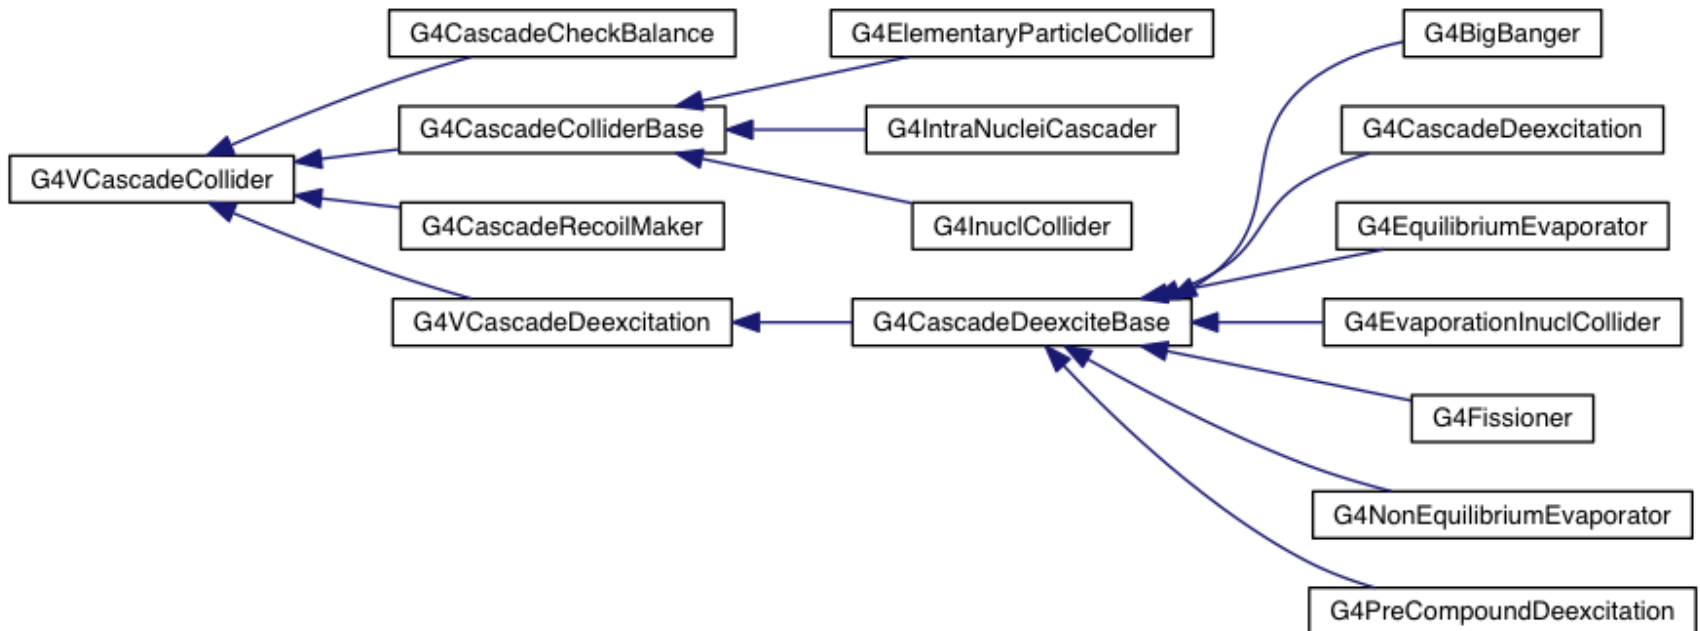 G4VCascadeCollider
G4CascadeCheckBalance
G4CascadeColliderBase
G4CascadeRecoilMaker
G4VCascadeDeexcitation
G4ElementaryParticleCollider
G4IntraNucleiCascader
G4InuclCollider
G4CascadeDeexciteBase
G4BigBanger
G4CascadeDeexcitation
G4EquilibriumEvaporator
G4EvaporationInuclCollider
G4Fissioner
G4NonEquilibriumEvaporator
G4PreCompoundDeexcitation